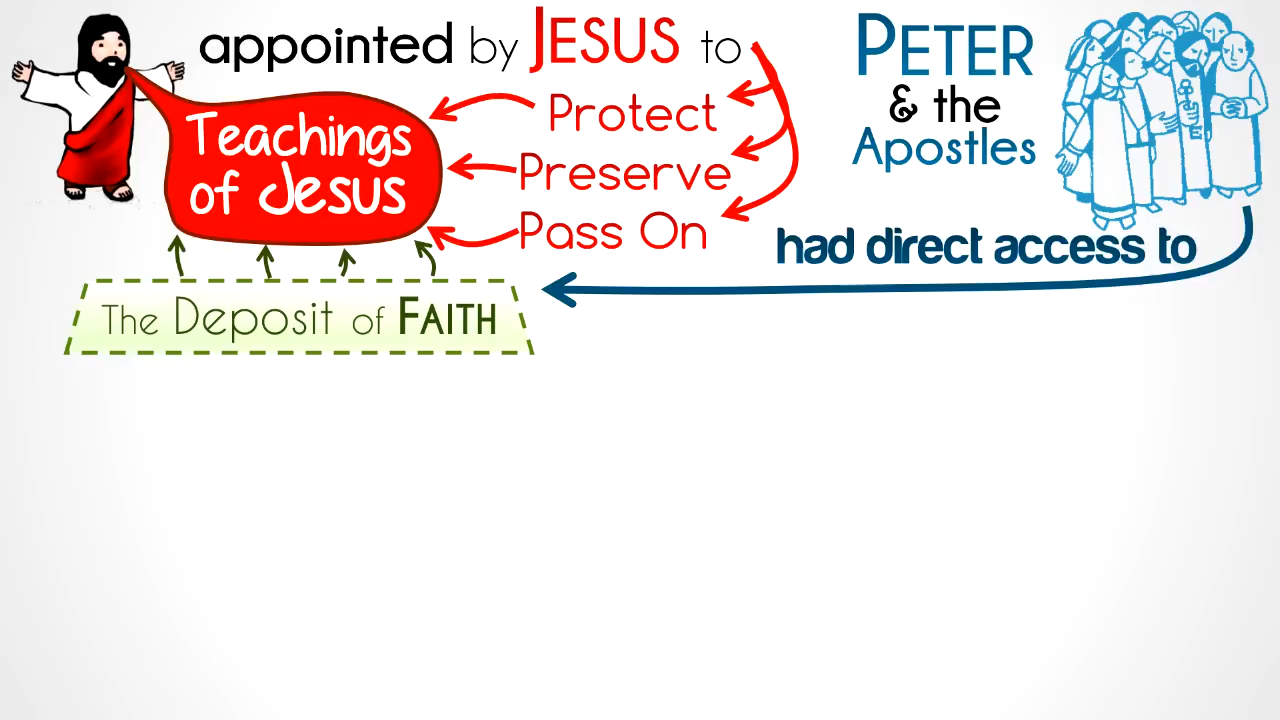 appointed by JESUS to
Protect
Preserve
Pass On
PETER
& the
Apostles
Teachings
of Jesus
had direct access to
The Deposit of FAITH